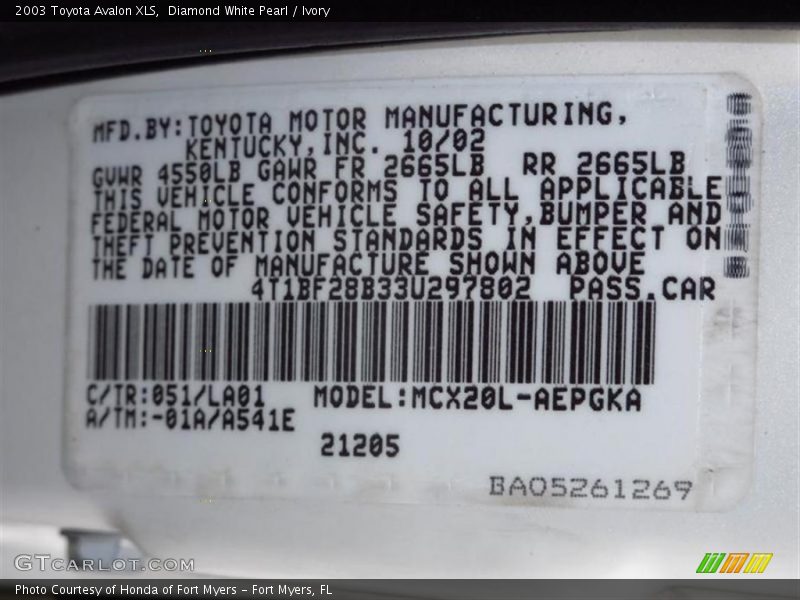 2003 Toyota Avalon XLS,  Diamond White Pearl / Ivory
MFD.BY:TOYOTA MOTOR MANUFACTURING,
KENTUCKY,INC. 10/02
GVWR 4550LB GAWR FR 2665LB  RR 2665LB
THIS VEHICLE CONFORMS TO ALL APPLICABLE
FEDERAL MOTOR VEHICLE SAFETY,BUMPER AND
THEFT PREVENTION STANDARDS IN EFFECT ON
THE DATE OF MANUFACTURE SHOWN ABOVE
4T1BF28B33U297802  PASS.CAR
C/TR:051/LA01  MODEL:MCX20L-AEPGKA
A/TM:-01A/A541E
21205
BA05261269
GTCARLOT.COM
Photo Courtesy of Honda of Fort Myers – Fort Myers, FL